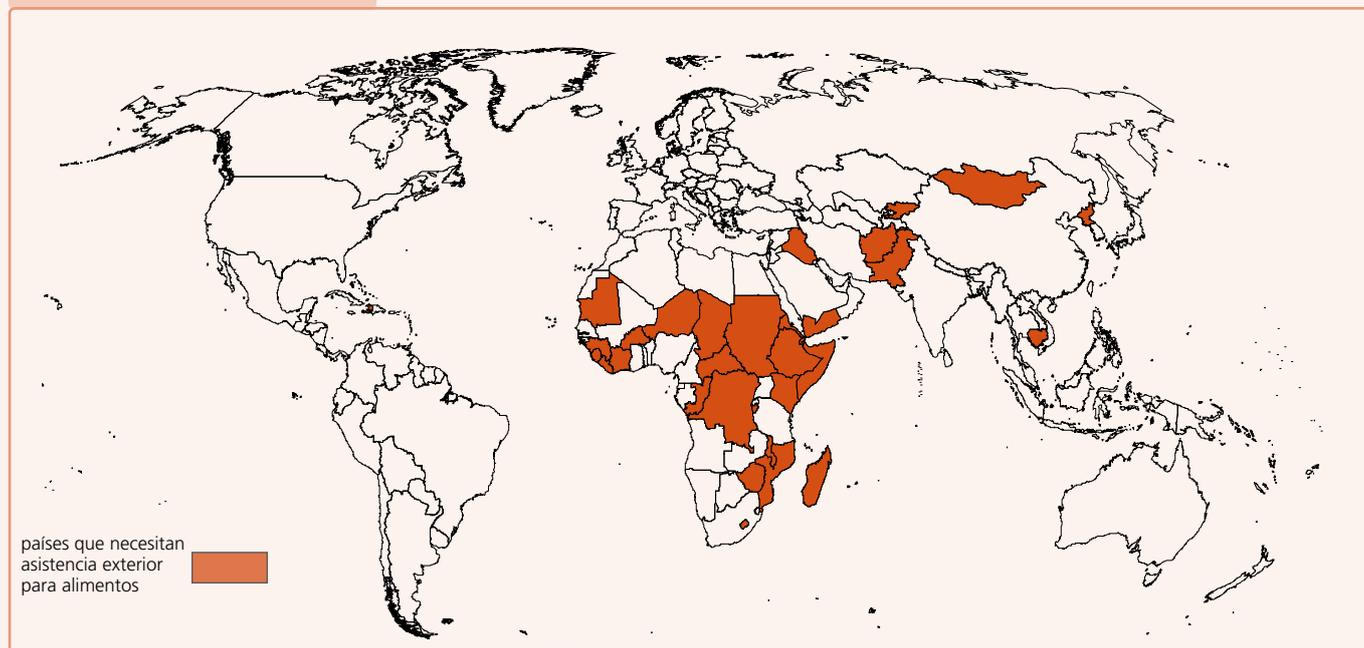 países que necesitan
asistencia exterior
para alimentos